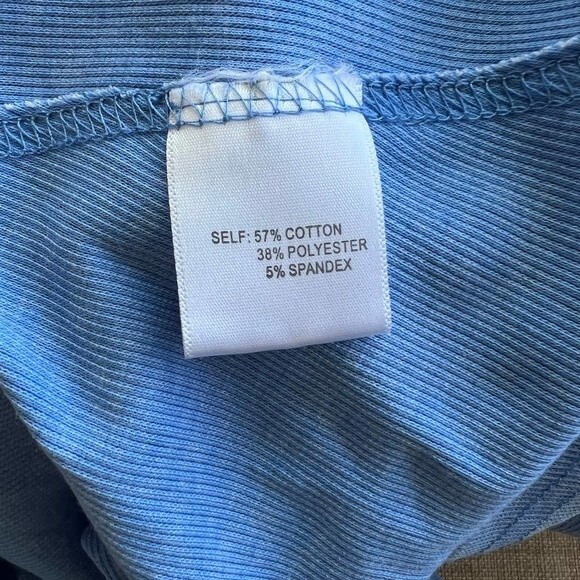 SELF: 57% COTTON
38% POLYESTER
5% SPANDEX